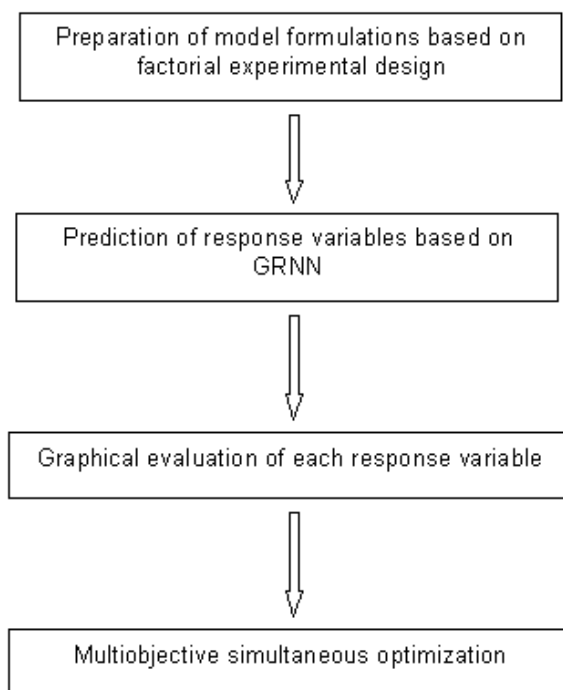 Preparation of model formulations based on
factorial experimental design
Prediction of response variables based on
GRNN
Graphical evaluation of each response variable
Multiobjective simultaneous optimization